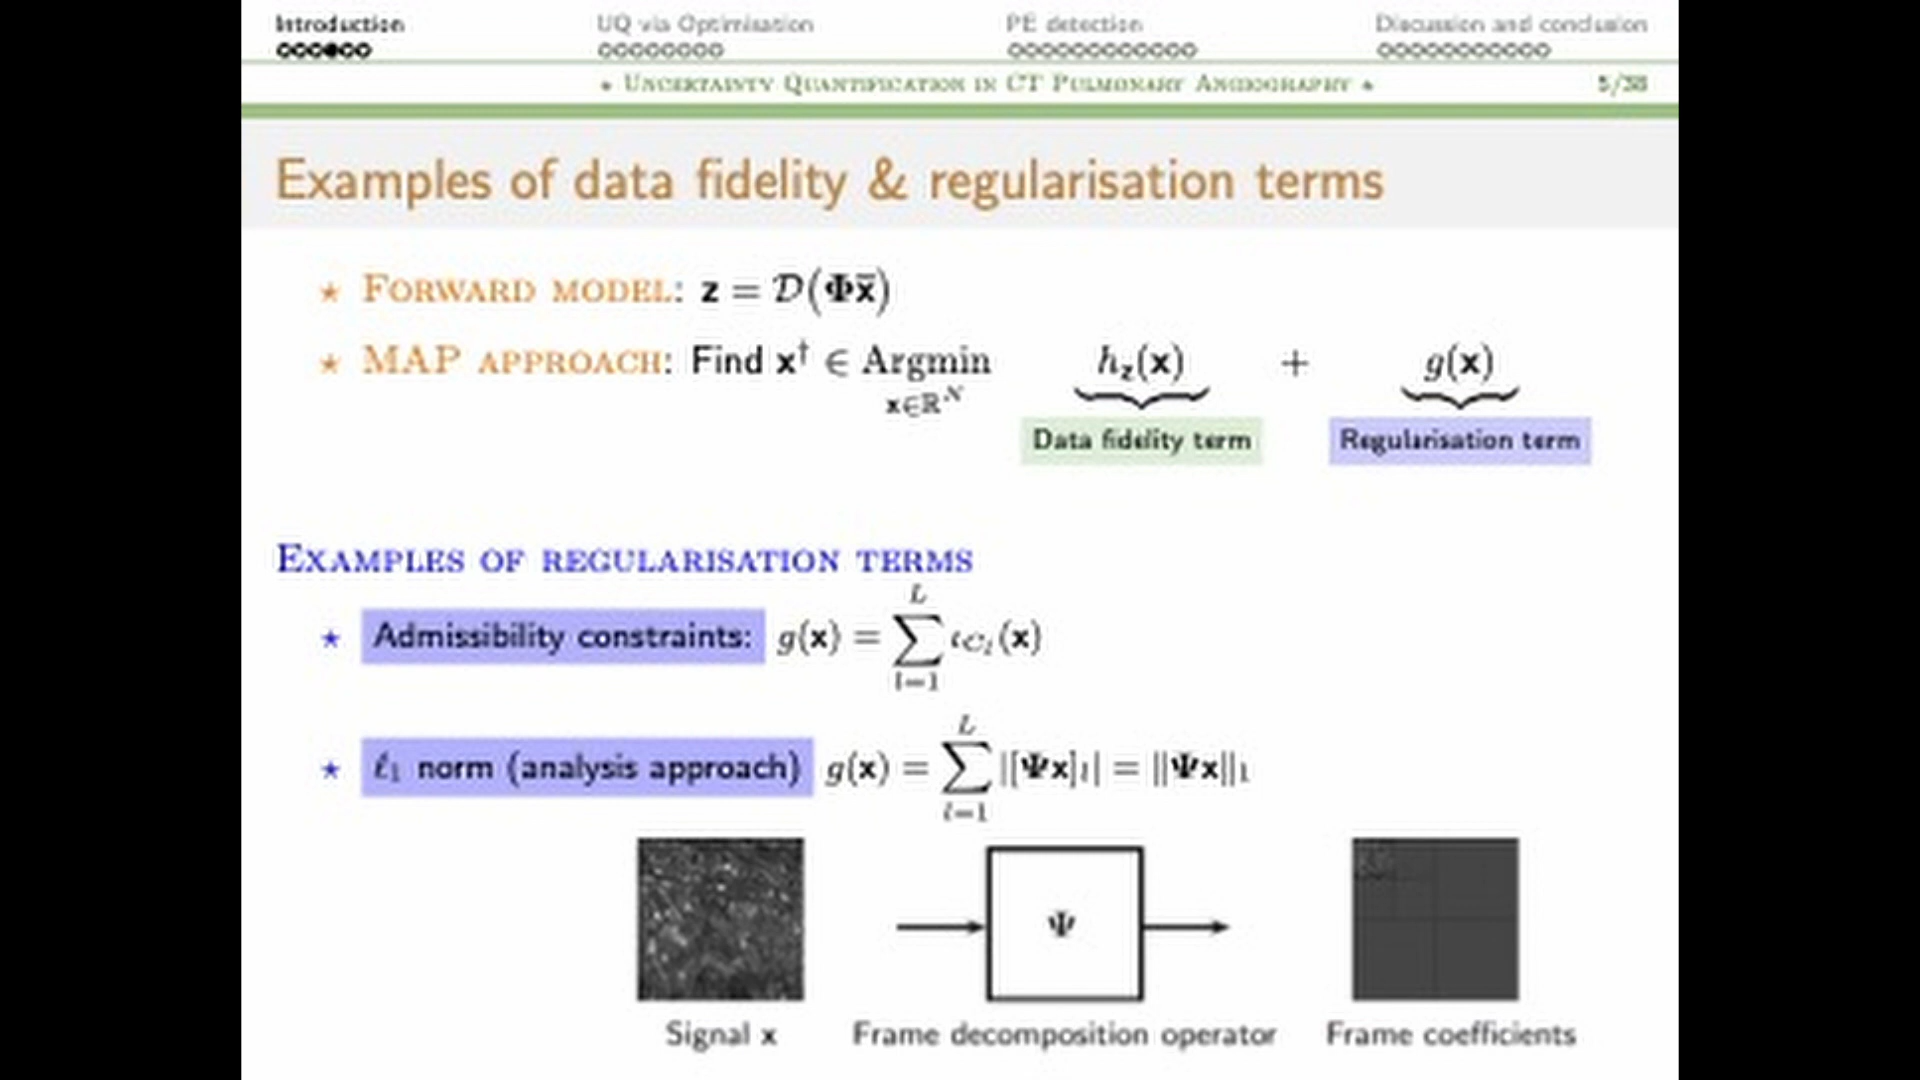 Introduction UQ via Optimisation PE detection Discussion and conclusion
⋆ Uncertainty Quantification in CT Pulmonary Angiography ⋆ 5/38
Examples of data fidelity & regularisation terms
⋆ Forward model: z = 𝒟(Φx̄)
⋆ MAP approach: Find x† ∈ Argmin h_z(x) + g(x)
x∈ℝ^N
Data fidelity term Regularisation term
Examples of regularisation terms
⋆ Admissibility constraints: g(x) = ∑_{l=1}^{L} ι_{C_l}(x)
⋆ ℓ₁ norm (analysis approach) g(x) = ∑_{l=1}^{L} |[Ψx]_l| = ‖Ψx‖₁
Ψ
Signal x Frame decomposition operator Frame coefficients